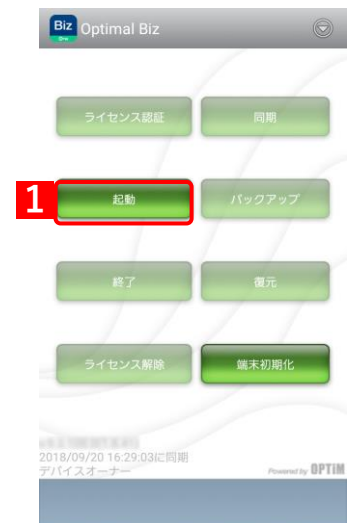 Biz Optimal Biz
ライセンス認証 同期
1 起動 バックアップ
終了 復元
ライセンス解除 端末初期化
2018/09/20 16:29:03に同期
デバイスオーナー Powered by OPTiM